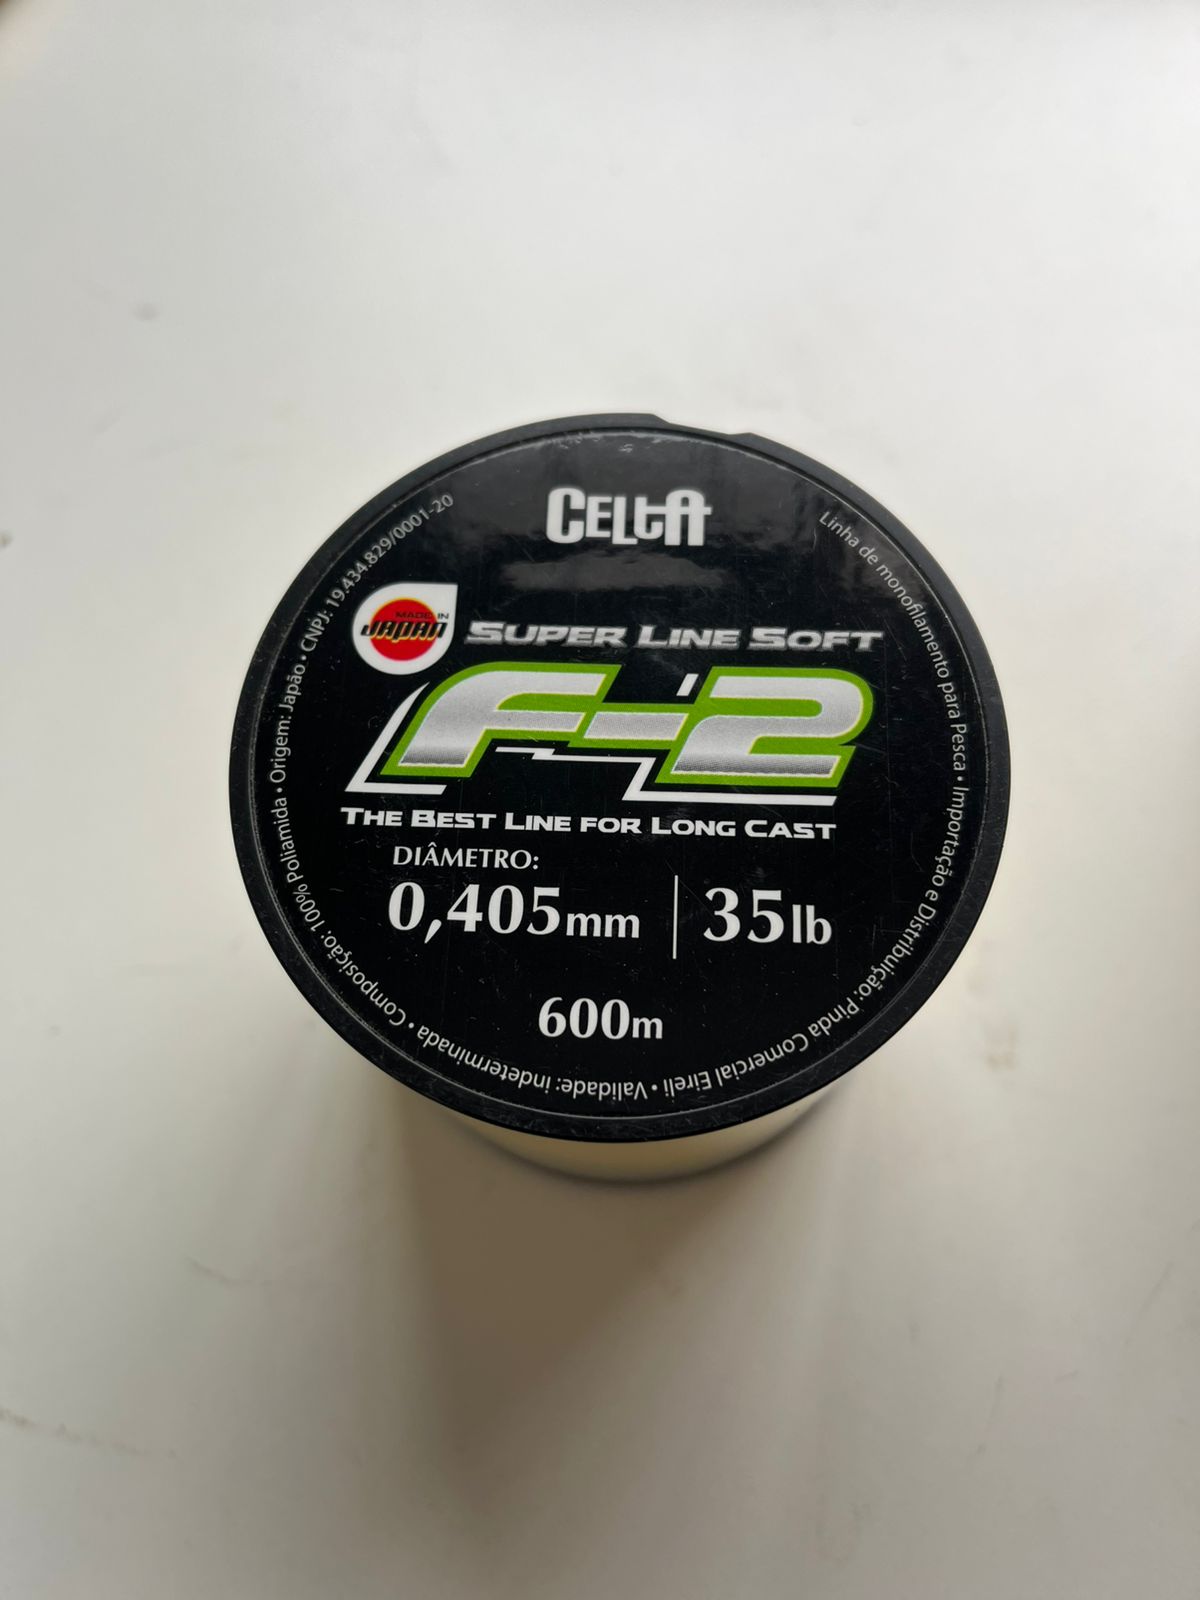 CELTA
MADE IN
JAPAN
SUPER LINE SOFT
F-2
THE BEST LINE FOR LONG CAST
DIÂMETRO:
0,405mm | 35lb
600m
Linha de monofilamento para Pesca • Importação e Distribuição: Pinda Comercial Eireli • Validade: indeterminada • Composição: 100% Poliamida • Origem: Japão • CNPJ: 19.434.829/0001-20